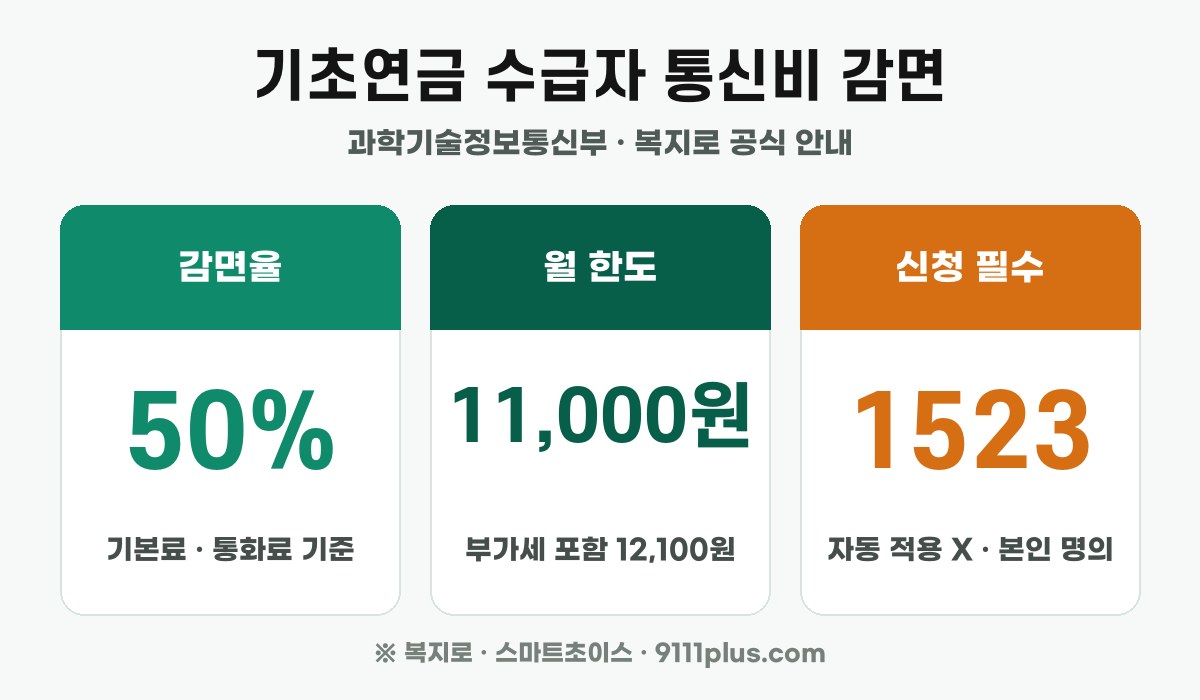 기초연금 수급자 통신비 감면
과학기술정보통신부 · 복지로 공식 안내
감면율
50%
기본료 · 통화료 기준
월 한도
11,000원
부가세 포함 12,100원
신청 필수
1523
자동 적용 X · 본인 명의
※ 복지로 · 스마트초이스 · 9111plus.com